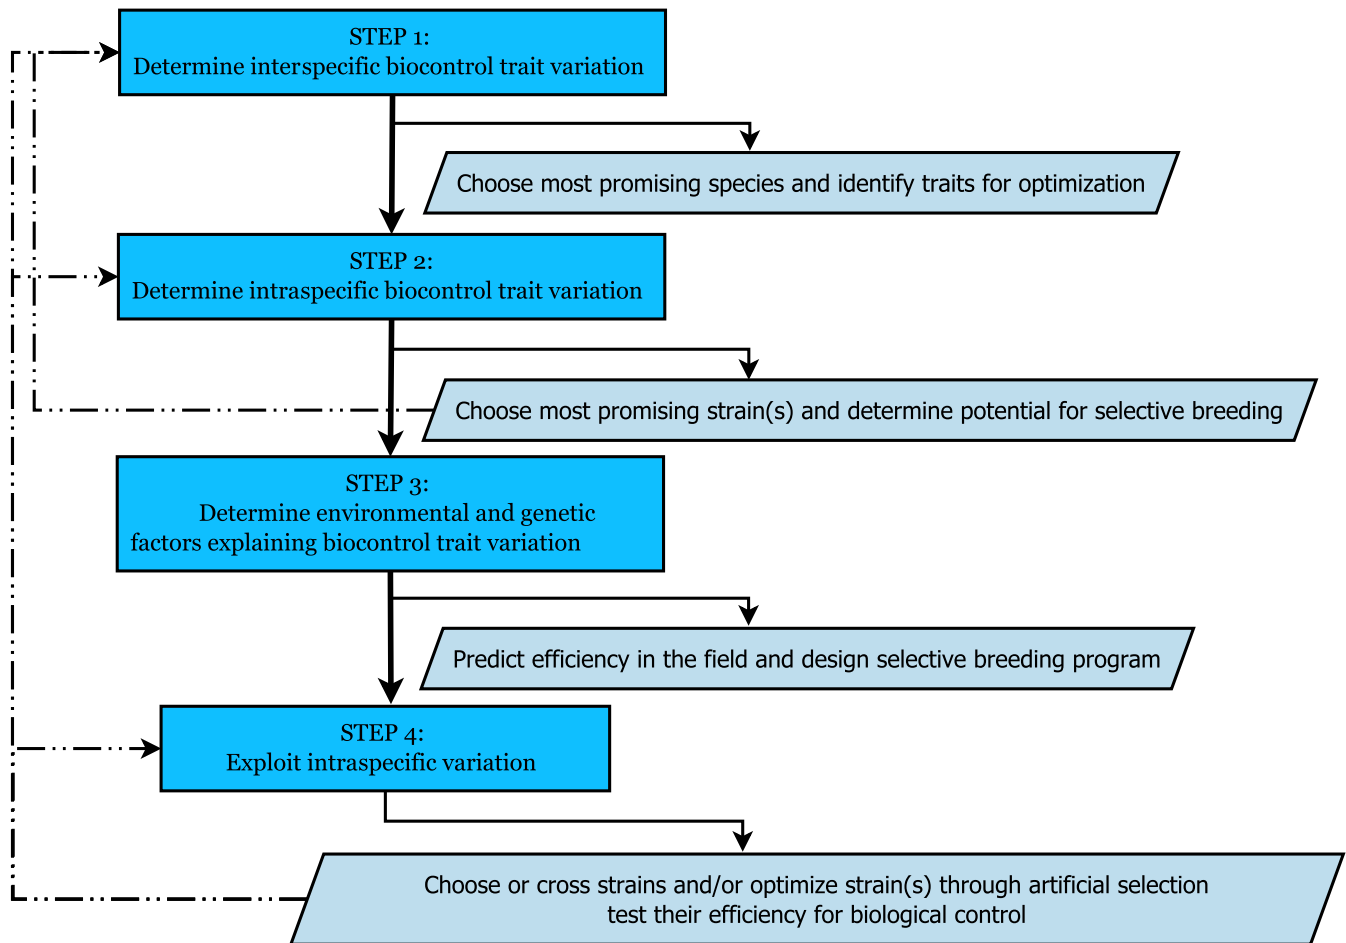 STEP 1:
Determine interspecific biocontrol trait variation
Choose most promising species and identify traits for optimization
STEP 2:
Determine intraspecific biocontrol trait variation
Choose most promising strain(s) and determine potential for selective breeding
STEP 3:
Determine environmental and genetic
factors explaining biocontrol trait variation
Predict efficiency in the field and design selective breeding program
STEP 4:
Exploit intraspecific variation
Choose or cross strains and/or optimize strain(s) through artificial selection
test their efficiency for biological control